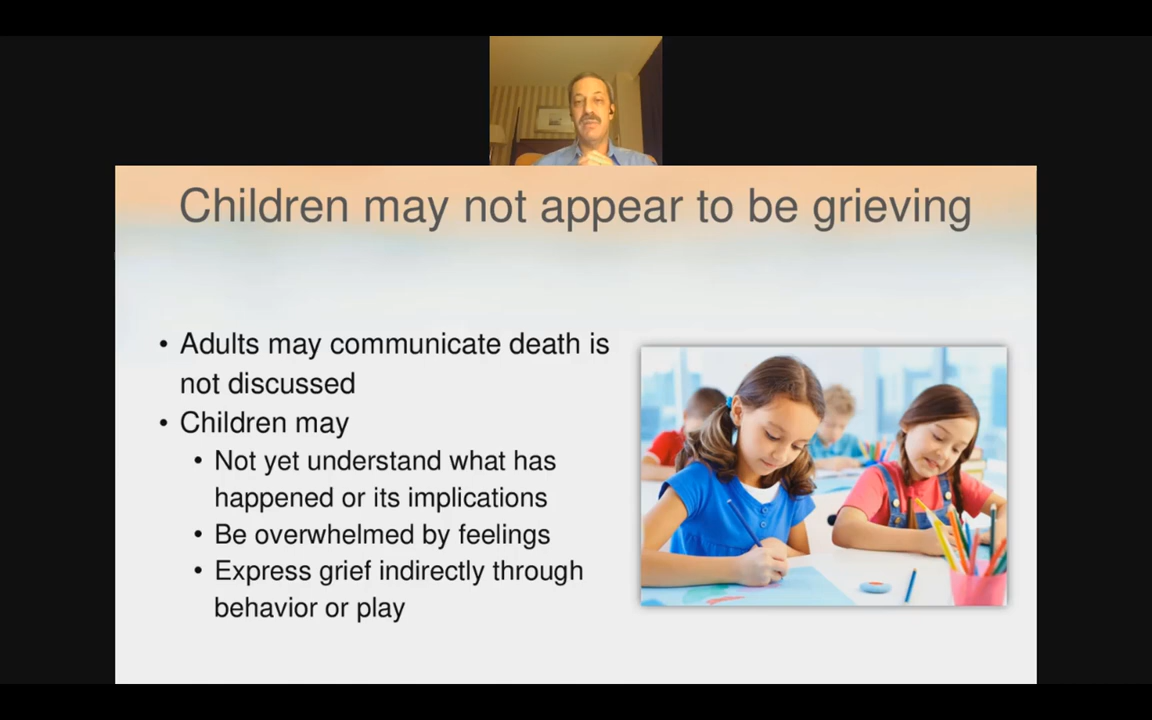 Children may not appear to be grieving
• Adults may communicate death is
not discussed
• Children may
• Not yet understand what has
happened or its implications
• Be overwhelmed by feelings
• Express grief indirectly through
behavior or play